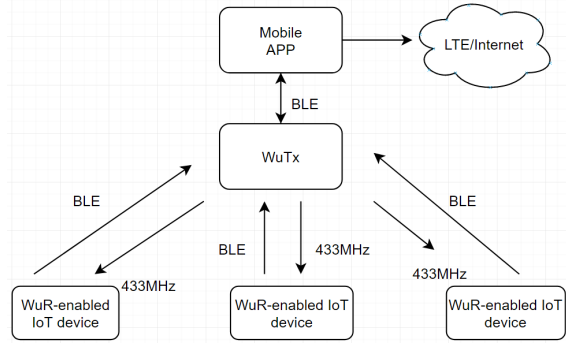 Mobile
APP
LTE/Internet
BLE
WuTx
BLE
BLE
BLE
433MHz
433MHz
433MHz
WuR-enabled
IoT device
WuR-enabled IoT
device
WuR-enabled IoT
device